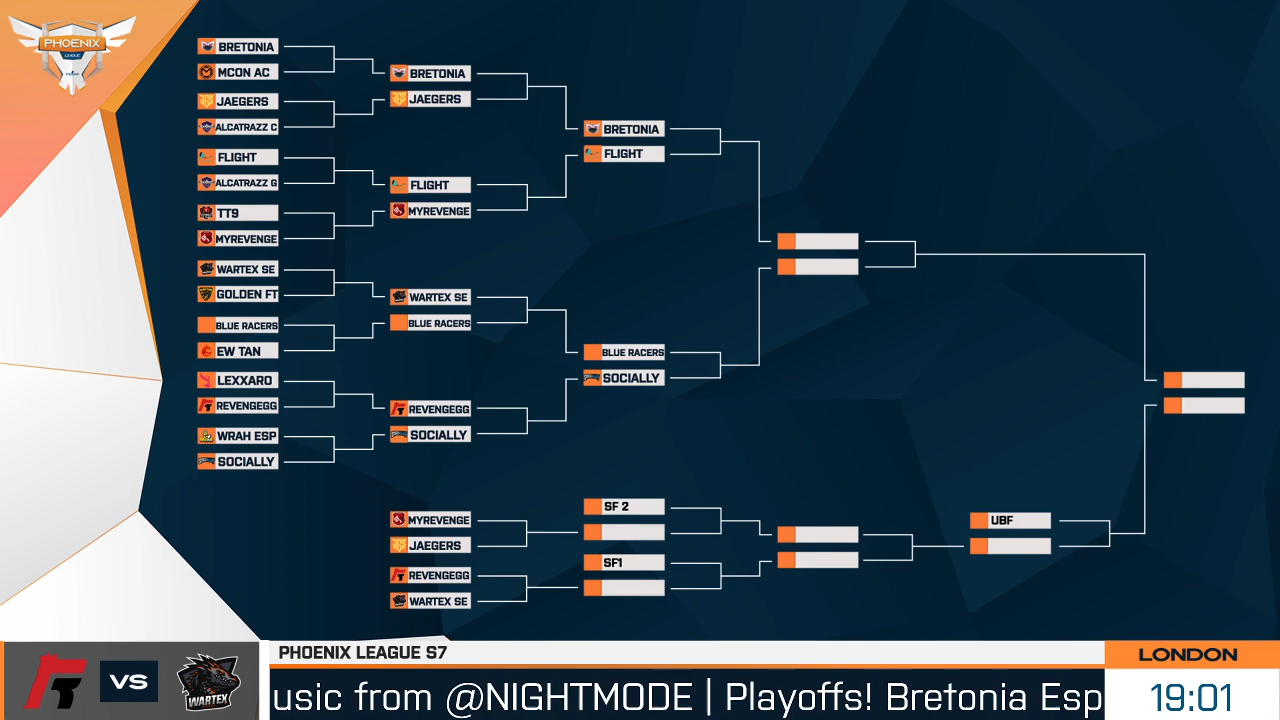 PHOENIX
LEAGUE
BRETONIA
MCON AC
JAEGERS
ALCATRAZZ C
FLIGHT
ALCATRAZZ G
TT9
MYREVENGE
WARTEX SE
GOLDEN FT
BLUE RACERS
EW TAN
LEXXARO
REVENGEGG
WRAH ESP
SOCIALLY
BRETONIA
JAEGERS
FLIGHT
MYREVENGE
WARTEX SE
BLUE RACERS
REVENGEGG
SOCIALLY
BRETONIA
FLIGHT
BLUE RACERS
SOCIALLY
MYREVENGE
JAEGERS
REVENGEGG
WARTEX SE
SF 2
SF1
UBF
VS
WARTEX
PHOENIX LEAGUE S7
usic from @NIGHTMODE | Playoffs! Bretonia Esp
LONDON
19:01